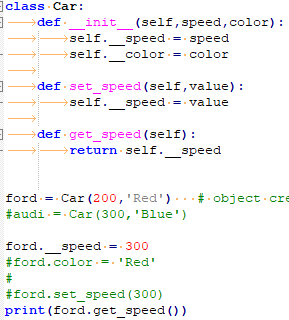 class Car:
    def __init__(self,speed,color):
        self.__speed = speed
        self.__color = color

    def set_speed(self,value):
        self.__speed = value

    def get_speed(self):
        return self.__speed

ford = Car(200,'Red')   # object
#audi = Car(300,'Blue')

ford.__speed = 300
#ford.color = 'Red'
#
#ford.set_speed(300)
print(ford.get_speed())